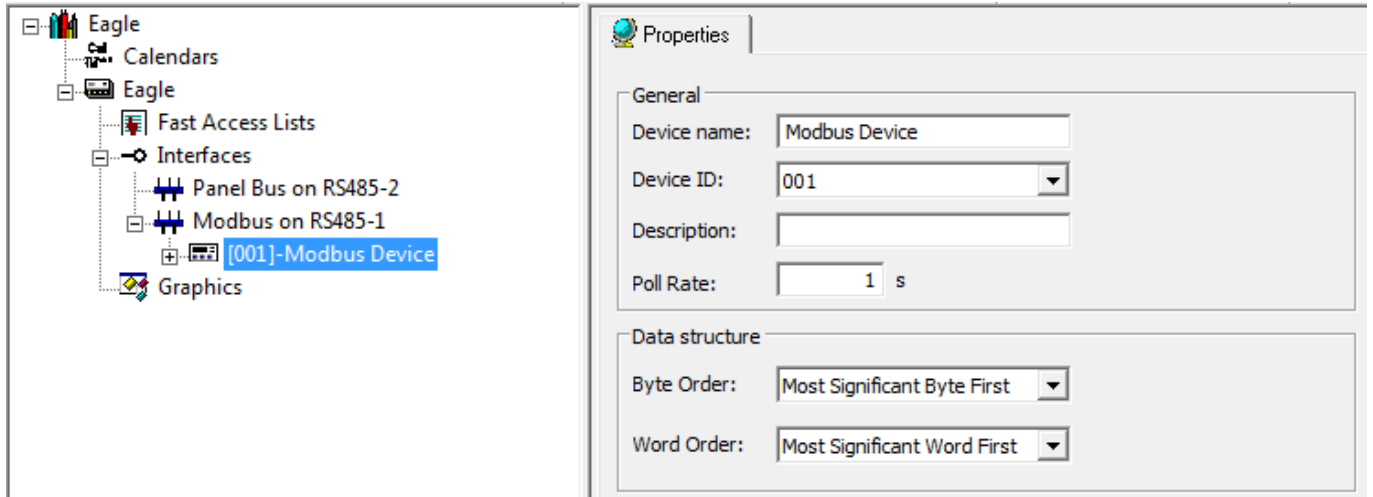 Eagle
Calendars
Eagle
Fast Access Lists
Interfaces
Panel Bus on RS485-2
Modbus on RS485-1
[001]-Modbus Device
Graphics
Properties
General
Device name: Modbus Device
Device ID: 001
Description:
Poll Rate: 1 s
Data structure
Byte Order: Most Significant Byte First
Word Order: Most Significant Word First